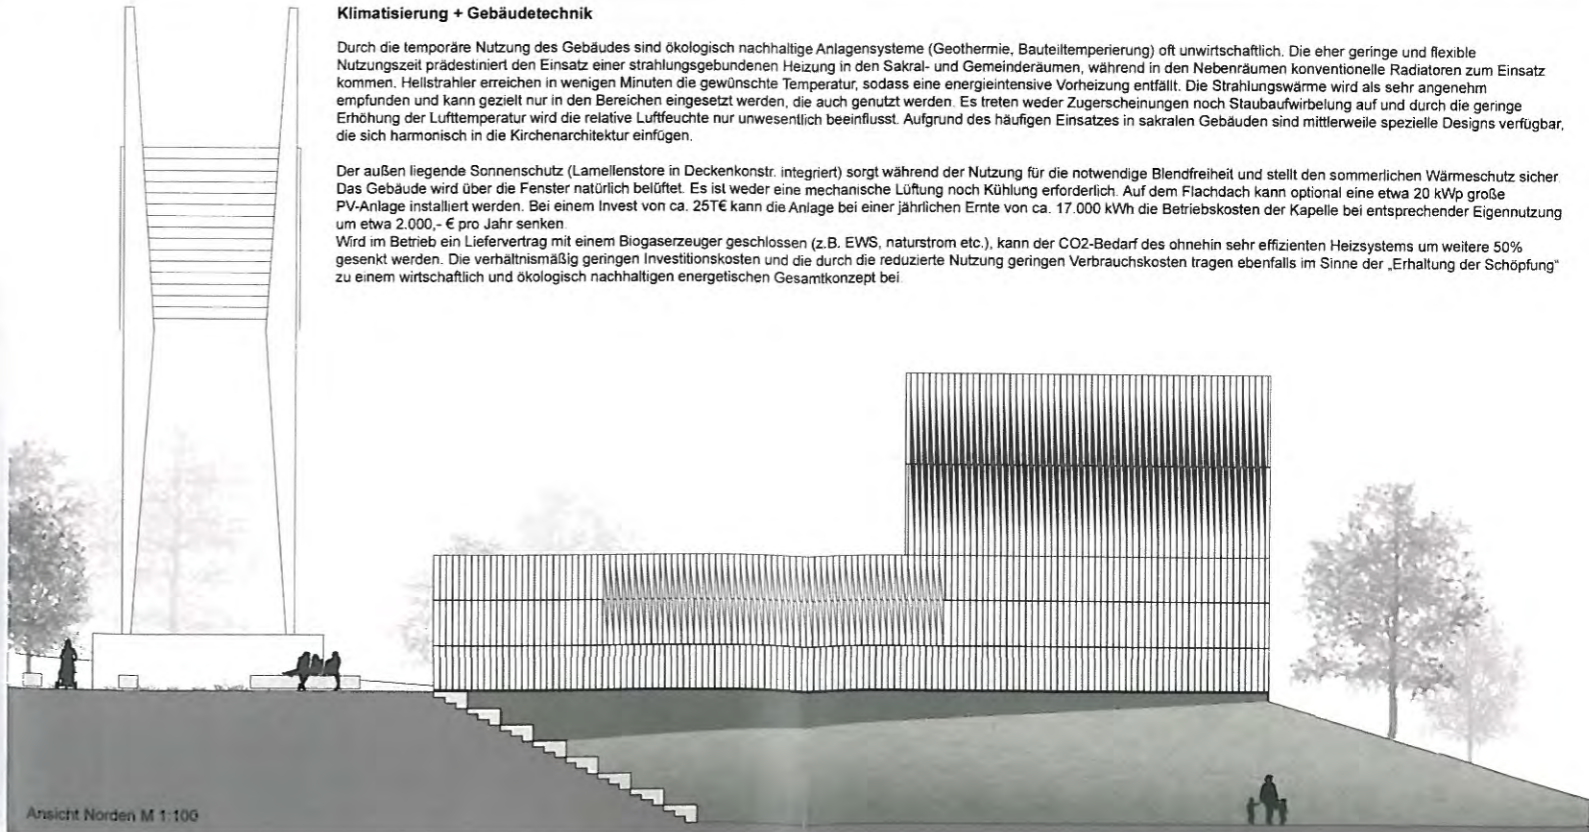 Klimatisierung + Gebäudetechnik
Durch die temporäre Nutzung des Gebäudes sind ökologisch nachhaltige Anlagensysteme (Geothermie, Bauteiltemperierung) oft unwirtschaftlich. Die eher geringe und flexible
Nutzungszeit prädestiniert den Einsatz einer strahlungsgebundenen Heizung in den Sakral- und Gemeinderäumen, während in den Nebenräumen konventionelle Radiatoren zum Einsatz
kommen. Hellstrahler erreichen in wenigen Minuten die gewünschte Temperatur, sodass eine energieintensive Vorheizung entfällt. Die Strahlungswärme wird als sehr angenehm
empfunden und kann gezielt nur in den Bereichen eingesetzt werden, die auch genutzt werden. Es treten weder Zugerscheinungen noch Staubaufwirbelung auf und durch die geringe
Erhöhung der Lufttemperatur wird die relative Luftfeuchte nur unwesentlich beeinflusst. Aufgrund des häufigen Einsatzes in sakralen Gebäuden sind mittlerweile spezielle Designs verfügbar,
die sich harmonisch in die Kirchenarchitektur einfügen.
Der außen liegende Sonnenschutz (Lamellenstore in Deckenkonstr. integriert) sorgt während der Nutzung für die notwendige Blendfreiheit und stellt den sommerlichen Wärmeschutz sicher.
Das Gebäude wird über die Fenster natürlich belüftet. Es ist weder eine mechanische Lüftung noch Kühlung erforderlich. Auf dem Flachdach kann optional eine etwa 20 kWp große
PV-Anlage installiert werden. Bei einem Invest von ca. 25T€ kann die Anlage bei einer jährlichen Ernte von ca. 17.000 kWh die Betriebskosten der Kapelle bei entsprechender Eigennutzung
um etwa 2.000,- € pro Jahr senken.
Wird im Betrieb ein Liefervertrag mit einem Biogaserzeuger geschlossen (z.B. EWS, naturstrom etc.), kann der CO2-Bedarf des ohnehin sehr effizienten Heizsystems um weitere 50%
gesenkt werden. Die verhältnismäßig geringen Investitionskosten und die durch die reduzierte Nutzung geringen Verbrauchskosten tragen ebenfalls im Sinne der „Erhaltung der Schöpfung"
zu einem wirtschaftlich und ökologisch nachhaltigen energetischen Gesamtkonzept bei.
Ansicht Norden M 1:100